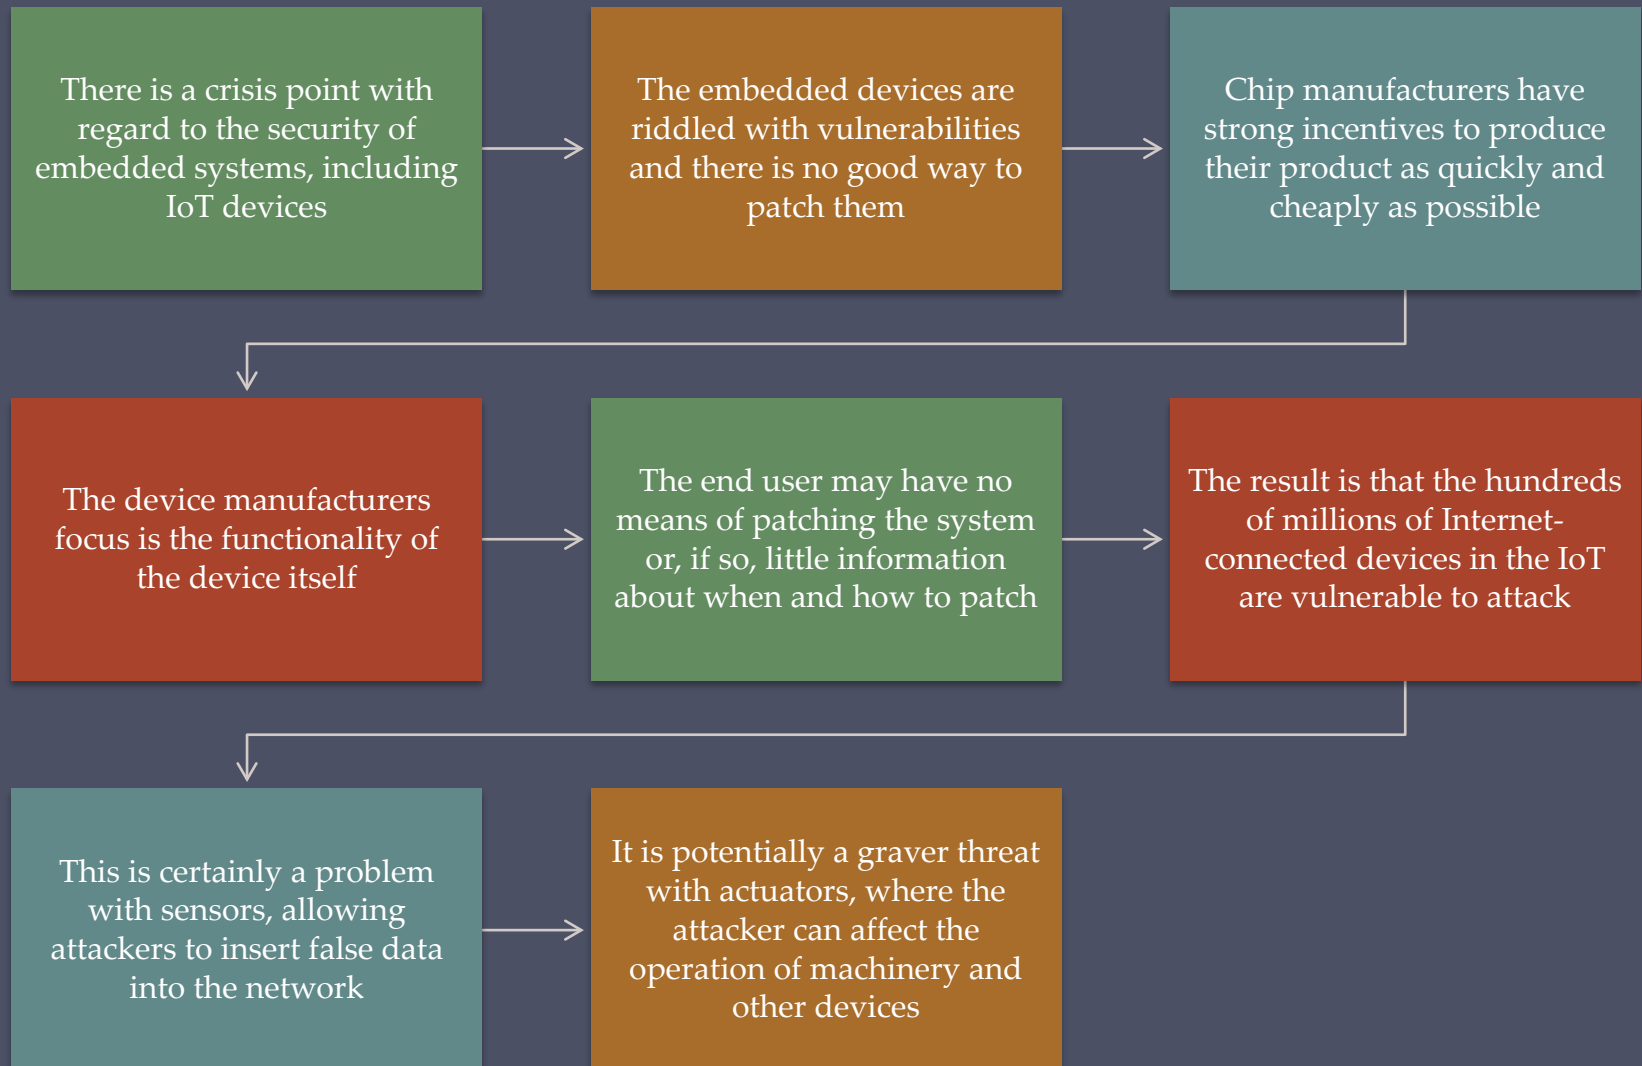 There is a crisis point with
regard to the security of
embedded systems, including
IoT devices
The embedded devices are
riddled with vulnerabilities
and there is no good way to
patch them
Chip manufacturers have
strong incentives to produce
their product as quickly and
cheaply as possible
The device manufacturers
focus is the functionality of
the device itself
The end user may have no
means of patching the system
or, if so, little information
about when and how to patch
The result is that the hundreds
of millions of Internet-
connected devices in the IoT
are vulnerable to attack
This is certainly a problem
with sensors, allowing
attackers to insert false data
into the network
It is potentially a graver threat
with actuators, where the
attacker can affect the
operation of machinery and
other devices